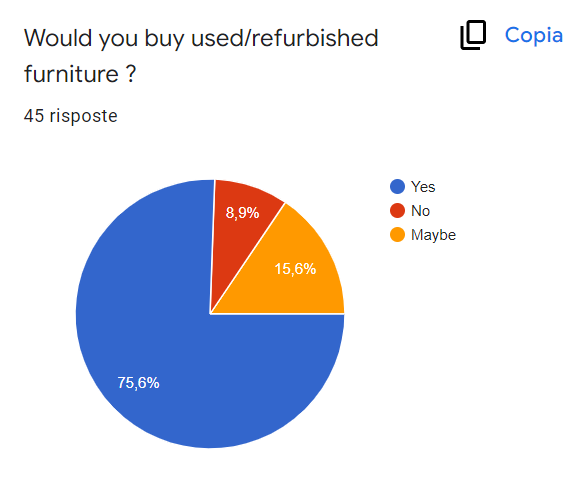 Would you buy used/refurbished
furniture ?
Copia
45 risposte
Yes
No
Maybe
8,9%
15,6%
75,6%